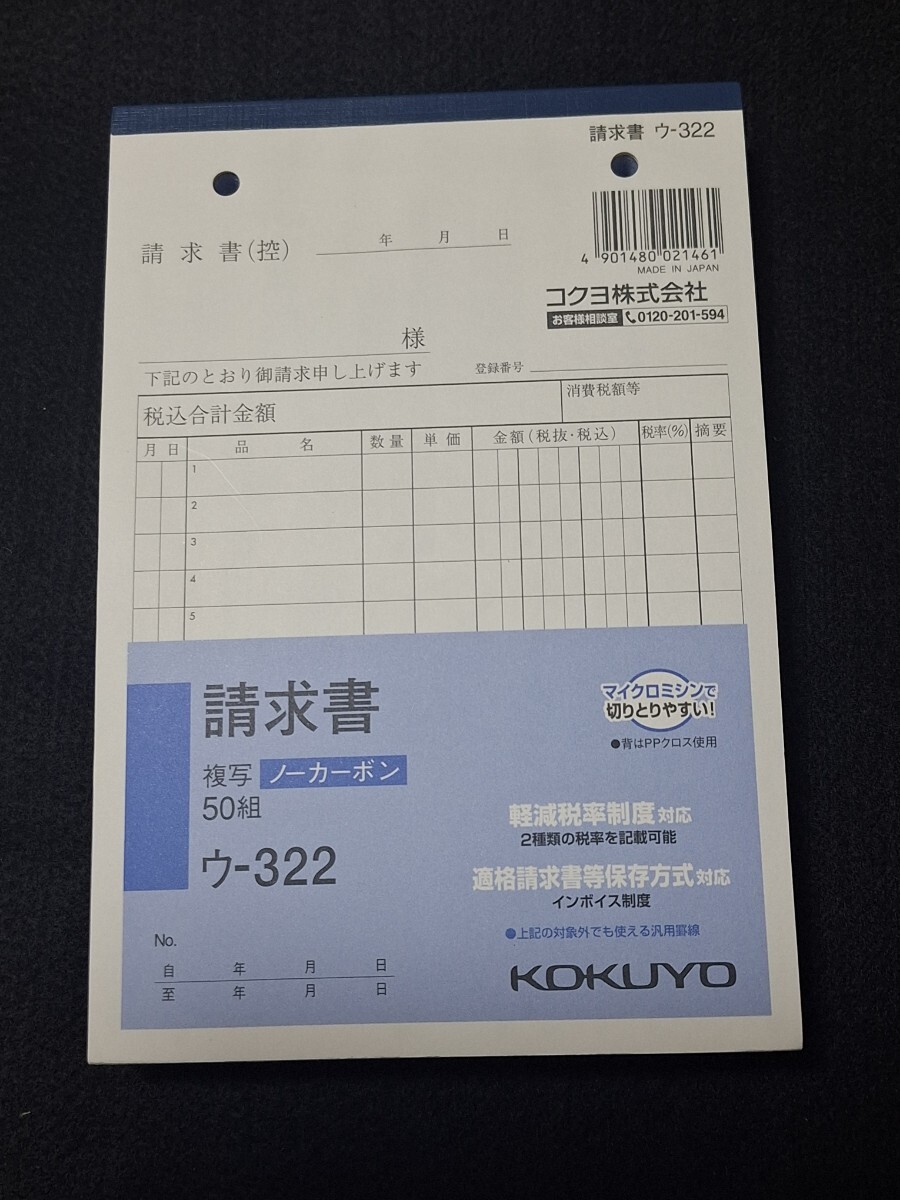 請求書 ウ-322
4 901480 021461
MADE IN JAPAN
コクヨ株式会社
お客様相談室 0120-201-594
請求書(控) 年 月 日
様
下記のとおり御請求申し上げます 登録番号
税込合計金額 消費税額等
月 日 品 名 数量 単価 金額(税抜・税込) 税率(%) 摘要
1
2
3
4
5
請求書
複写 ノーカーボン
50組
ウ-322
マイクロミシンで
切りとりやすい!
●背はPPクロス使用
軽減税率制度対応
2種類の税率を記載可能
適格請求書等保存方式対応
インボイス制度
●上記の対象外でも使える汎用罫線
No.
自 年 月 日
至 年 月 日
KOKUYO